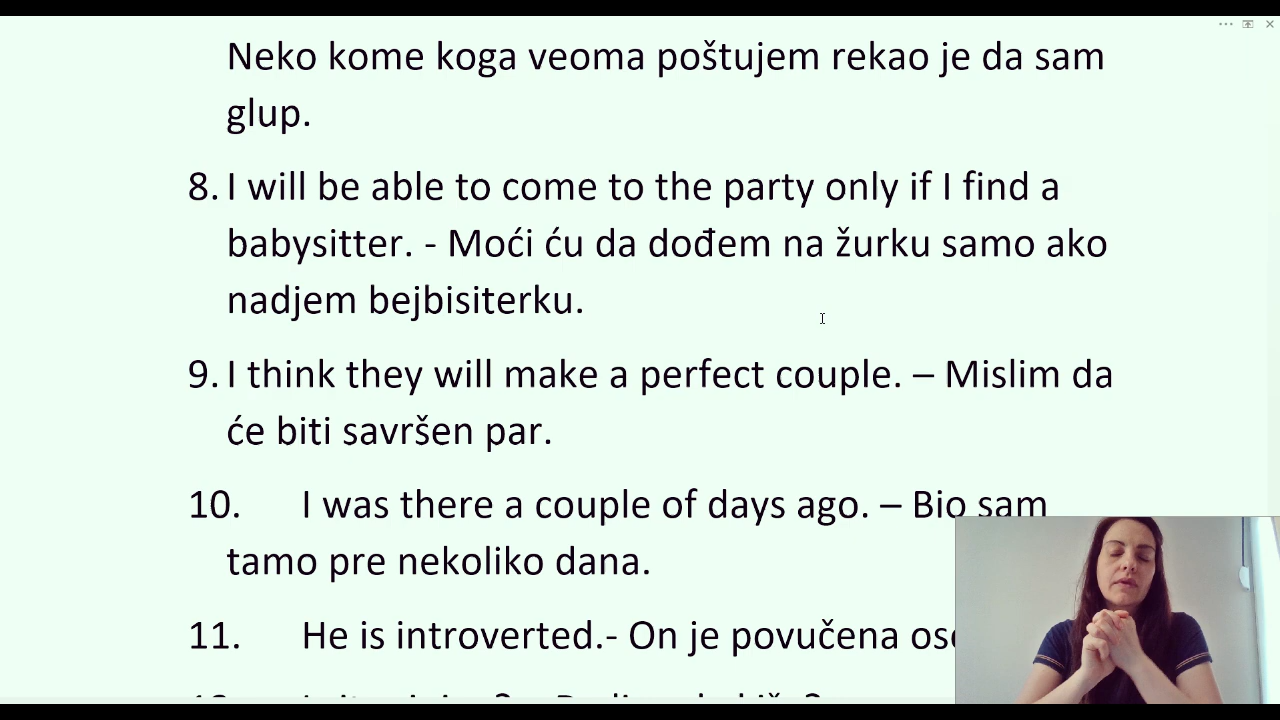 Neko kome koga veoma poštujem rekao je da sam
glup.
8. I will be able to come to the party only if I find a
babysitter. - Moći ću da dođem na žurku samo ako
nadjem bejbisiterku.
9. I think they will make a perfect couple. – Mislim da
će biti savršen par.
10. I was there a couple of days ago. – Bio sam
tamo pre nekoliko dana.
11. He is introverted.- On je povučena